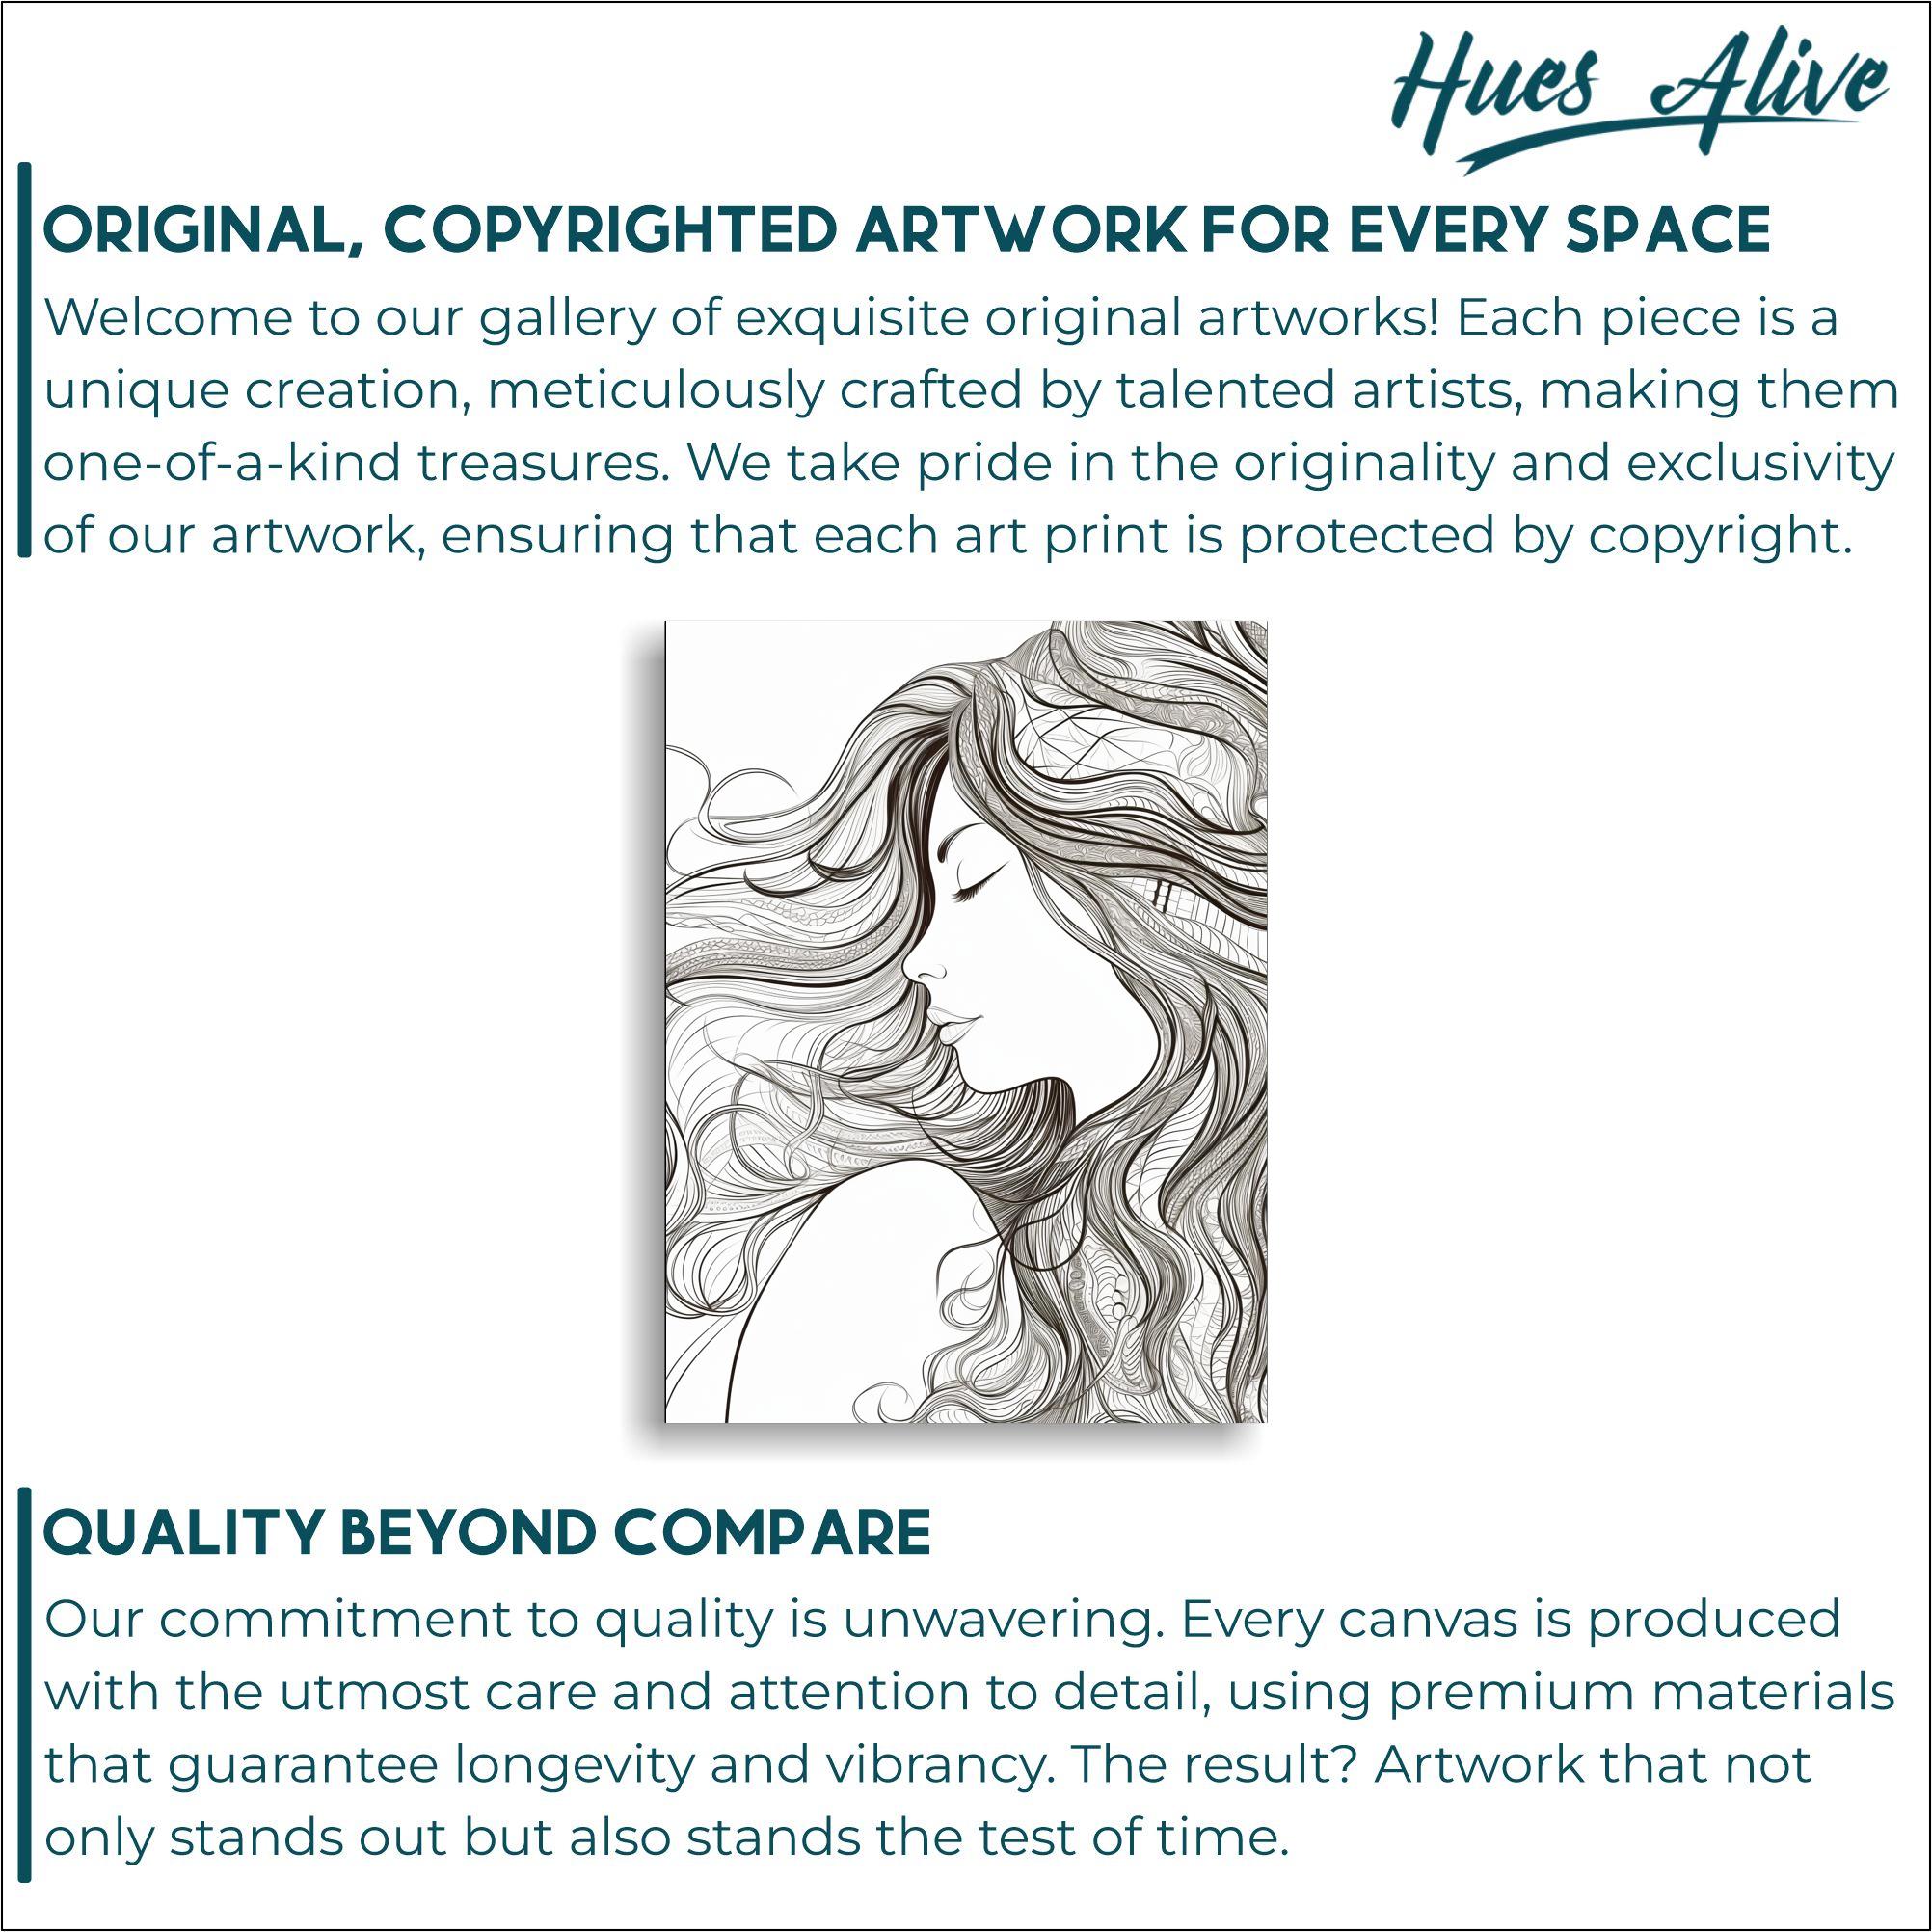 Hues Alive
ORIGINAL, COPYRIGHTED ARTWORK FOR EVERY SPACE
Welcome to our gallery of exquisite original artworks! Each piece is a
unique creation, meticulously crafted by talented artists, making them
one-of-a-kind treasures. We take pride in the originality and exclusivity
of our artwork, ensuring that each art print is protected by copyright.
QUALITY BEYOND COMPARE
Our commitment to quality is unwavering. Every canvas is produced
with the utmost care and attention to detail, using premium materials
that guarantee longevity and vibrancy. The result? Artwork that not
only stands out but also stands the test of time.